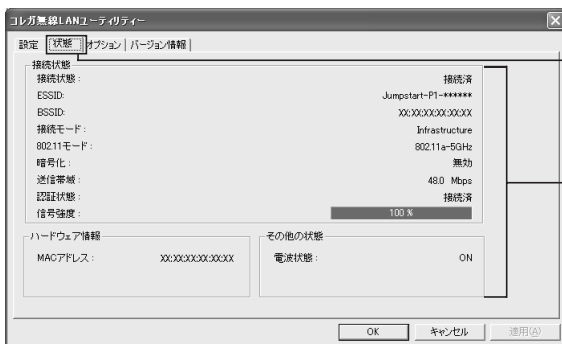 コレガ無線LANユーティリティー
設定 状態 オプション バージョン情報
接続状態
接続状態: 接続済
ESSID: Jumpstart-P1-******
BSSID: XX:XX:XX:XX:XX:XX
接続モード: Infrastructure
802.11モード: 802.11a-5GHz
暗号化: 無効
送信帯域: 48.0 Mbps
認証状態: 接続済
信号強度: 100 %
ハードウェア情報
MACアドレス: XX:XX:XX:XX:XX:XX
その他の状態
電波状態: ON
OK キャンセル 適用(A)